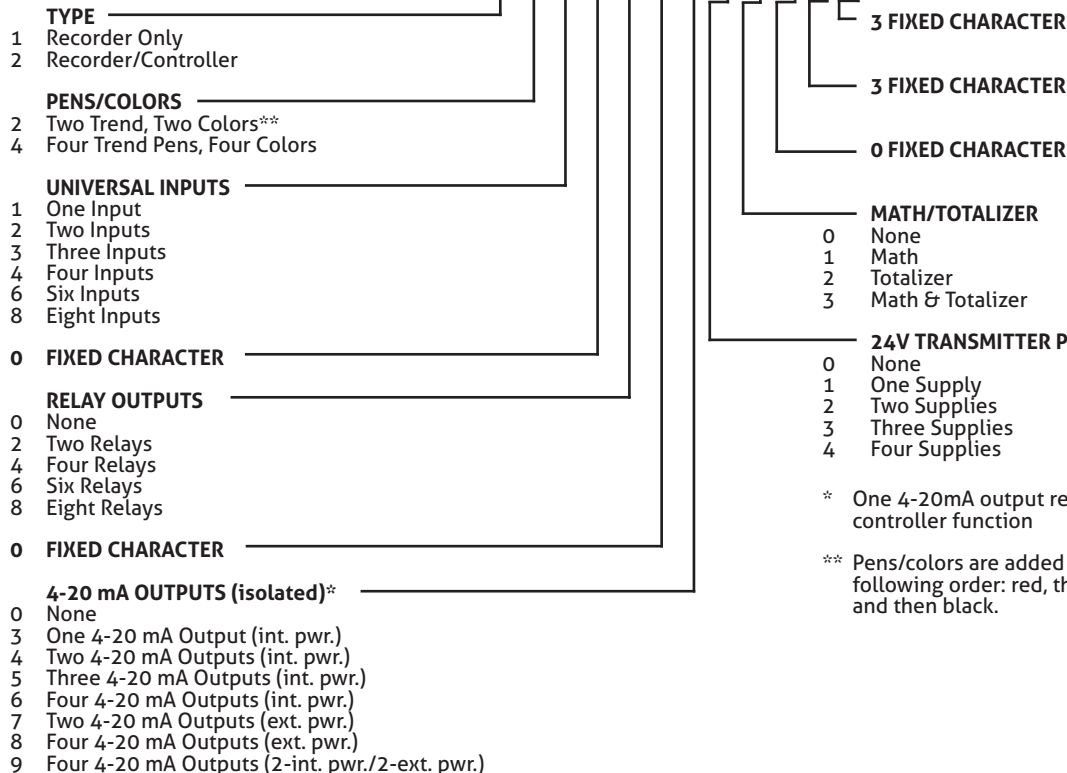 TYPE
1 Recorder Only
2 Recorder/Controller
PENS/COLORS
2 Two Trend, Two Colors**
4 Four Trend Pens, Four Colors
UNIVERSAL INPUTS
1 One Input
2 Two Inputs
3 Three Inputs
4 Four Inputs
6 Six Inputs
8 Eight Inputs
0 FIXED CHARACTER
RELAY OUTPUTS
0 None
2 Two Relays
4 Four Relays
6 Six Relays
8 Eight Relays
0 FIXED CHARACTER
4-20 mA OUTPUTS (isolated)*
0 None
3 One 4-20 mA Output (int. pwr.)
4 Two 4-20 mA Outputs (int. pwr.)
5 Three 4-20 mA Outputs (int. pwr.)
6 Four 4-20 mA Outputs (int. pwr.)
7 Two 4-20 mA Outputs (ext. pwr.)
8 Four 4-20 mA Outputs (ext. pwr.)
9 Four 4-20 mA Outputs (2-int. pwr./2-ext. pwr.)
3 FIXED CHARACTER
3 FIXED CHARACTER
0 FIXED CHARACTER
MATH/TOTALIZER
0 None
1 Math
2 Totalizer
3 Math & Totalizer
24V TRANSMITTER P
0 None
1 One Supply
2 Two Supplies
3 Three Supplies
4 Four Supplies
* One 4-20mA output re
controller function
** Pens/colors are added
following order: red, th
and then black.